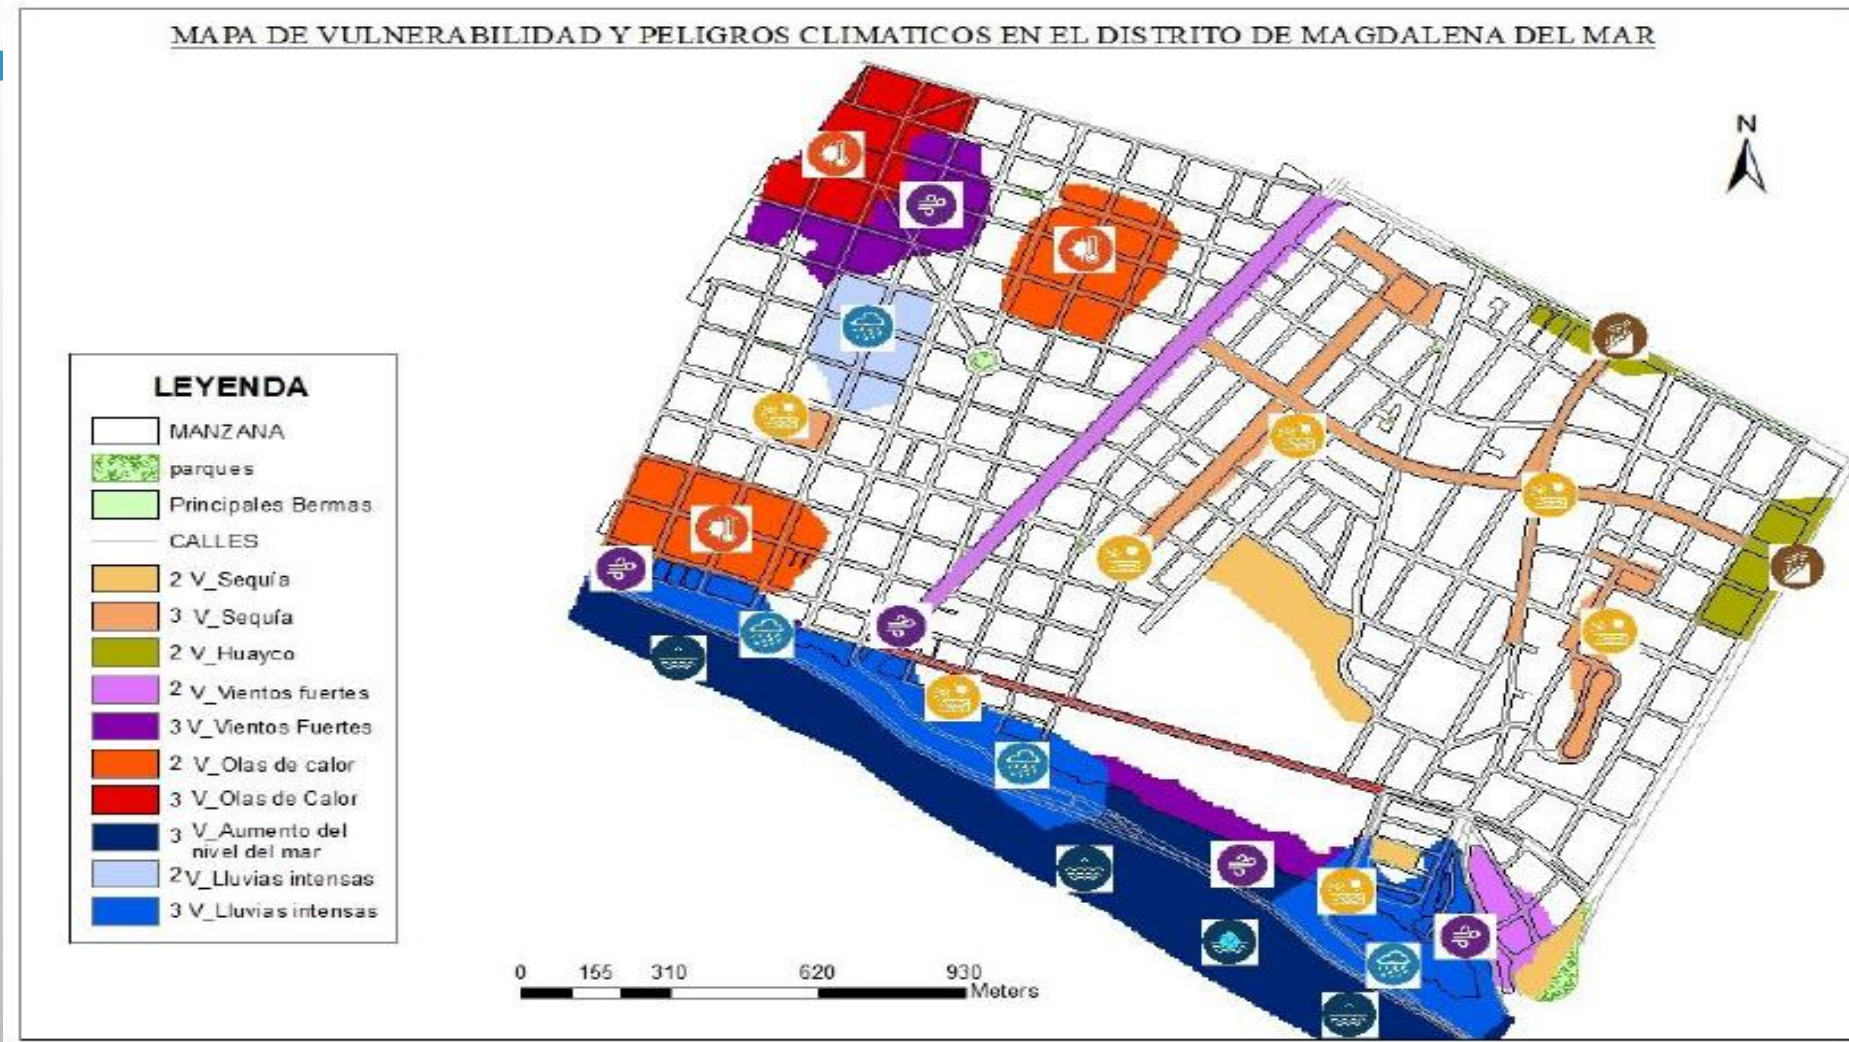 MAPA DE VULNERABILIDAD Y PELIGROS CLIMATICOS EN EL DISTRITO DE MAGDALENA DEL MAR
N
LEYENDA
MANZANA
parques
Principales Bermas
CALLES
2 V_Sequía
3 V_Sequía
2 V_Huayco
2 V_Vientos fuertes
3 V_Vientos Fuertes
2 V_Olas de calor
3 V_Olas de Calor
3 V_Aumento del
nivel del mar
2 V_Lluvias intensas
3 V_Lluvias intensas
0 155 310 620 930
Meters